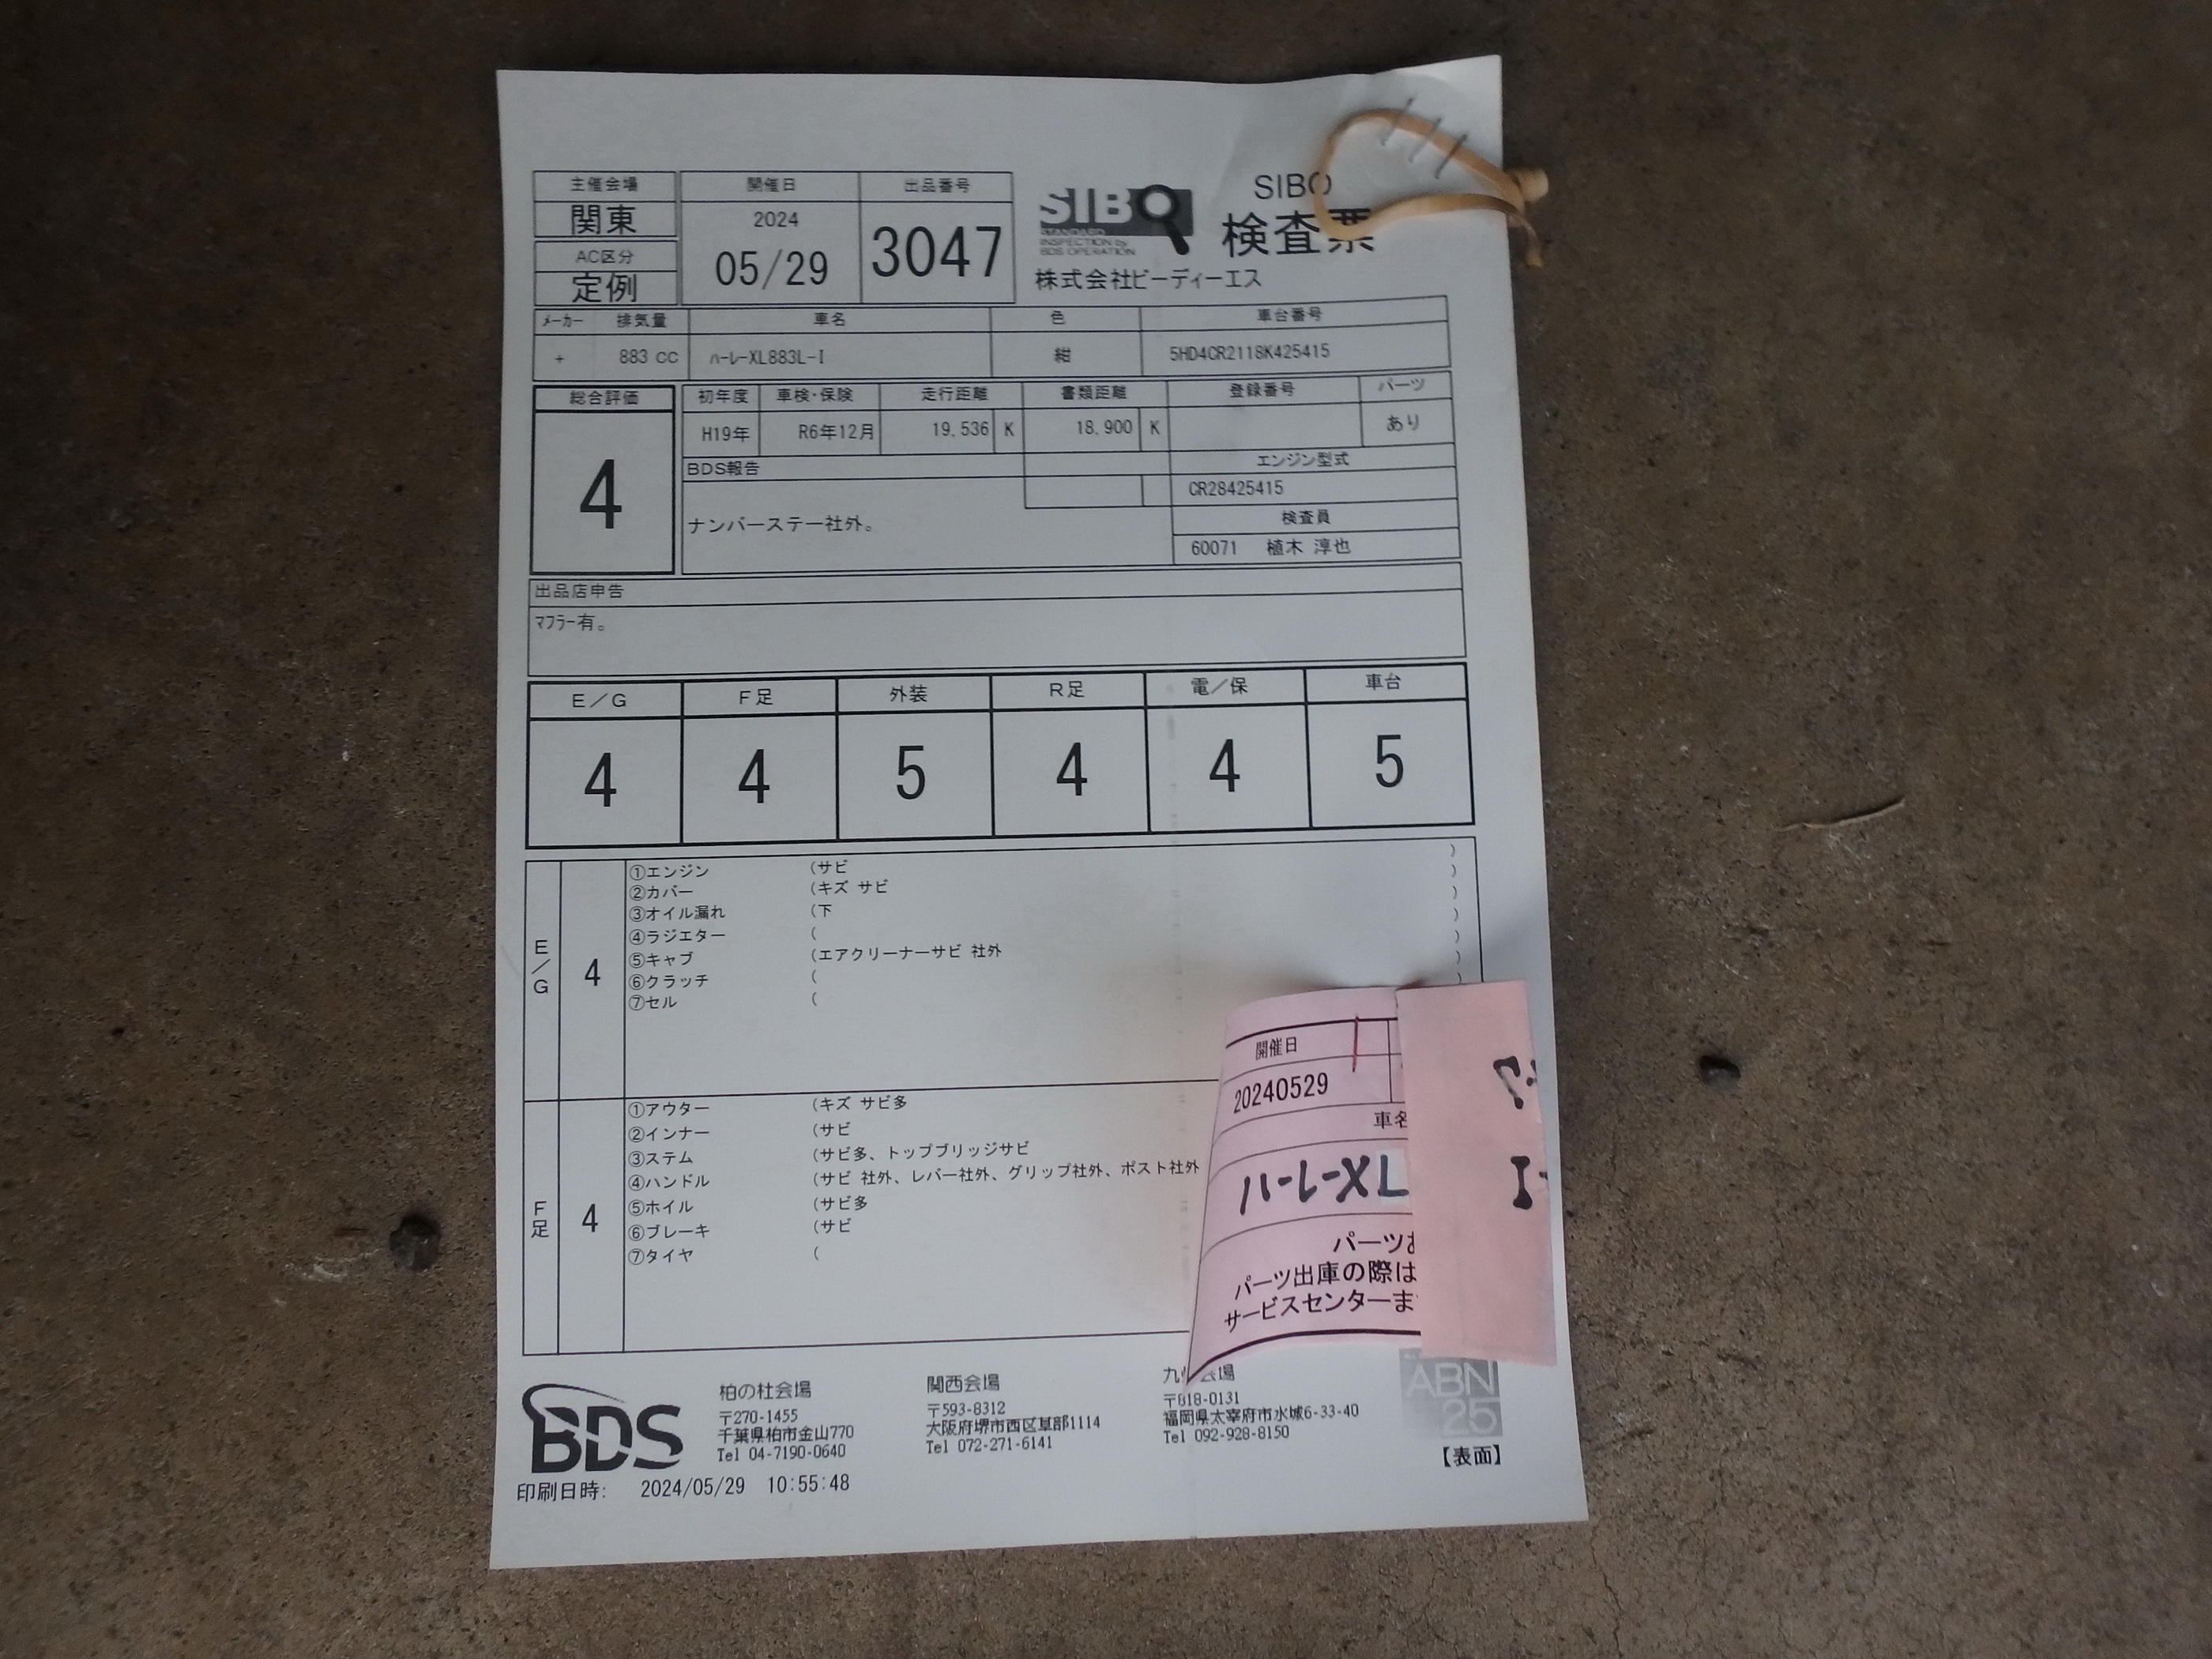 主催会場 開催日 出品番号
関東 2024 05/29 3047
AC区分
定例
SIBO
STANDARD
INSPECTION by
BDS OPERATION
SIBO
検査票
株式会社ビーディーエス
メーカー 排気量 車名 色 車台番号
+ 883 CC ハーレーXL883L-I 紺 5HD4CR2118K425415
総合評価 初年度 車検・保険 走行距離 書類距離 登録番号 パーツ
4 H19年 R6年12月 19,536 K 18,900 K あり
BDS報告 エンジン型式
CR28425415
ナンバーステー社外。 検査員
60071 植木 淳也
出品店申告
マフラー有。
E/G F足 外装 R足 電/保 車台
4 4 5 4 4 5
E/G 4
①エンジン (サビ )
②カバー (キズ サビ )
③オイル漏れ (下 )
④ラジエター ( )
⑤キャブ (エアクリーナーサビ 社外 )
⑥クラッチ ( )
⑦セル ( )
F足 4
①アウター (キズ サビ多
②インナー (サビ
③ステム (サビ多、トップブリッジサビ
④ハンドル (サビ 社外、レバー社外、グリップ社外、ポスト社外
⑤ホイル (サビ多
⑥ブレーキ (サビ
⑦タイヤ (
開催日
20240529
車名
ハーレーXL
パーツ
パーツ出庫の際は
サービスセンターま
BDS
柏の杜会場
〒270-1455
千葉県柏市金山770
Tel 04-7190-0640
関西会場
〒593-8312
大阪府堺市西区草部1114
Tel 072-271-6141
会場
〒818-0131
福岡県太宰府市水城6-33-40
Tel 092-928-8150
ABN
25
【表面】
印刷日時: 2024/05/29 10:55:48